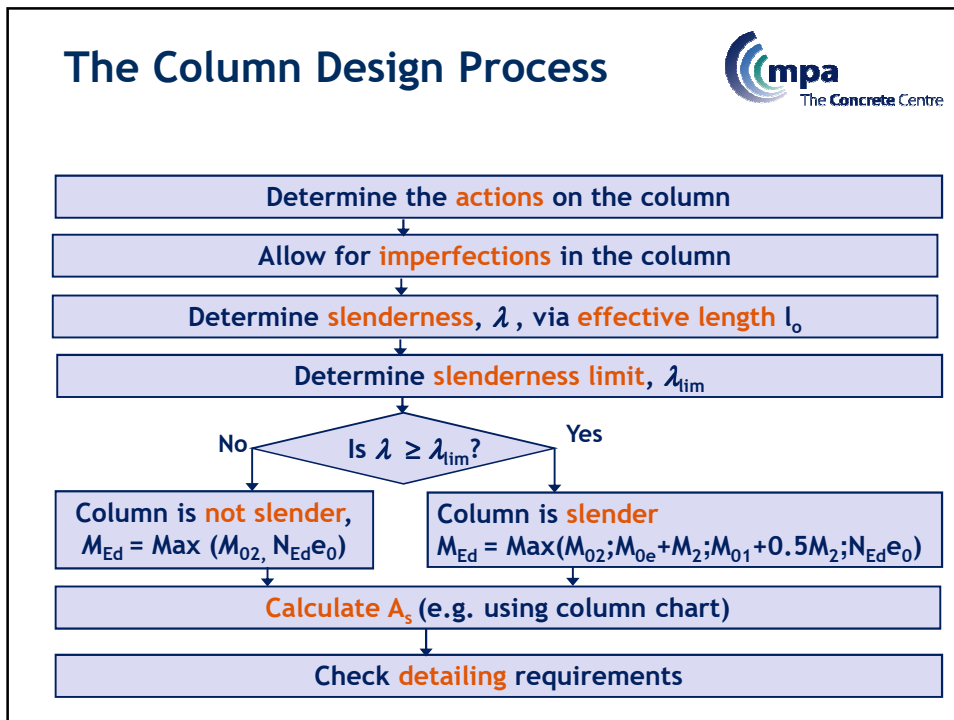 The Column Design Process
mpa
The Concrete Centre
Determine the actions on the column
Allow for imperfections in the column
Determine slenderness, λ , via effective length lₒ
Determine slenderness limit, λlim
No
Is λ ≥ λlim?
Yes
Column is not slender,
MEd = Max (M02, NEde0)
Column is slender
MEd = Max(M02;M0e+M2;M01+0.5M2;NEde0)
Calculate As (e.g. using column chart)
Check detailing requirements